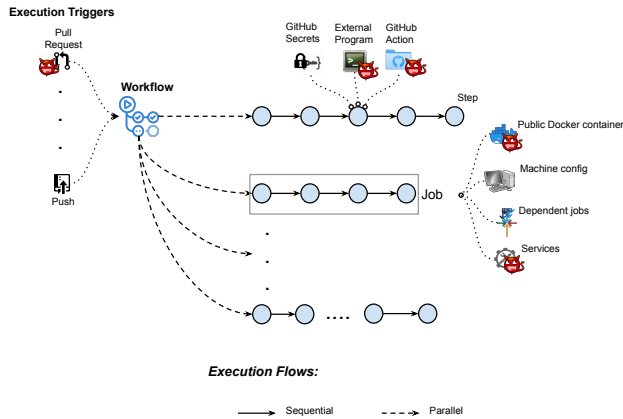 Execution Triggers
Pull
Request
Workflow
Push
GitHub
Secrets
External
Program
GitHub
Action
Step
Job
Public Docker container
Machine config
Dependent jobs
Services
Execution Flows:
Sequential
Parallel